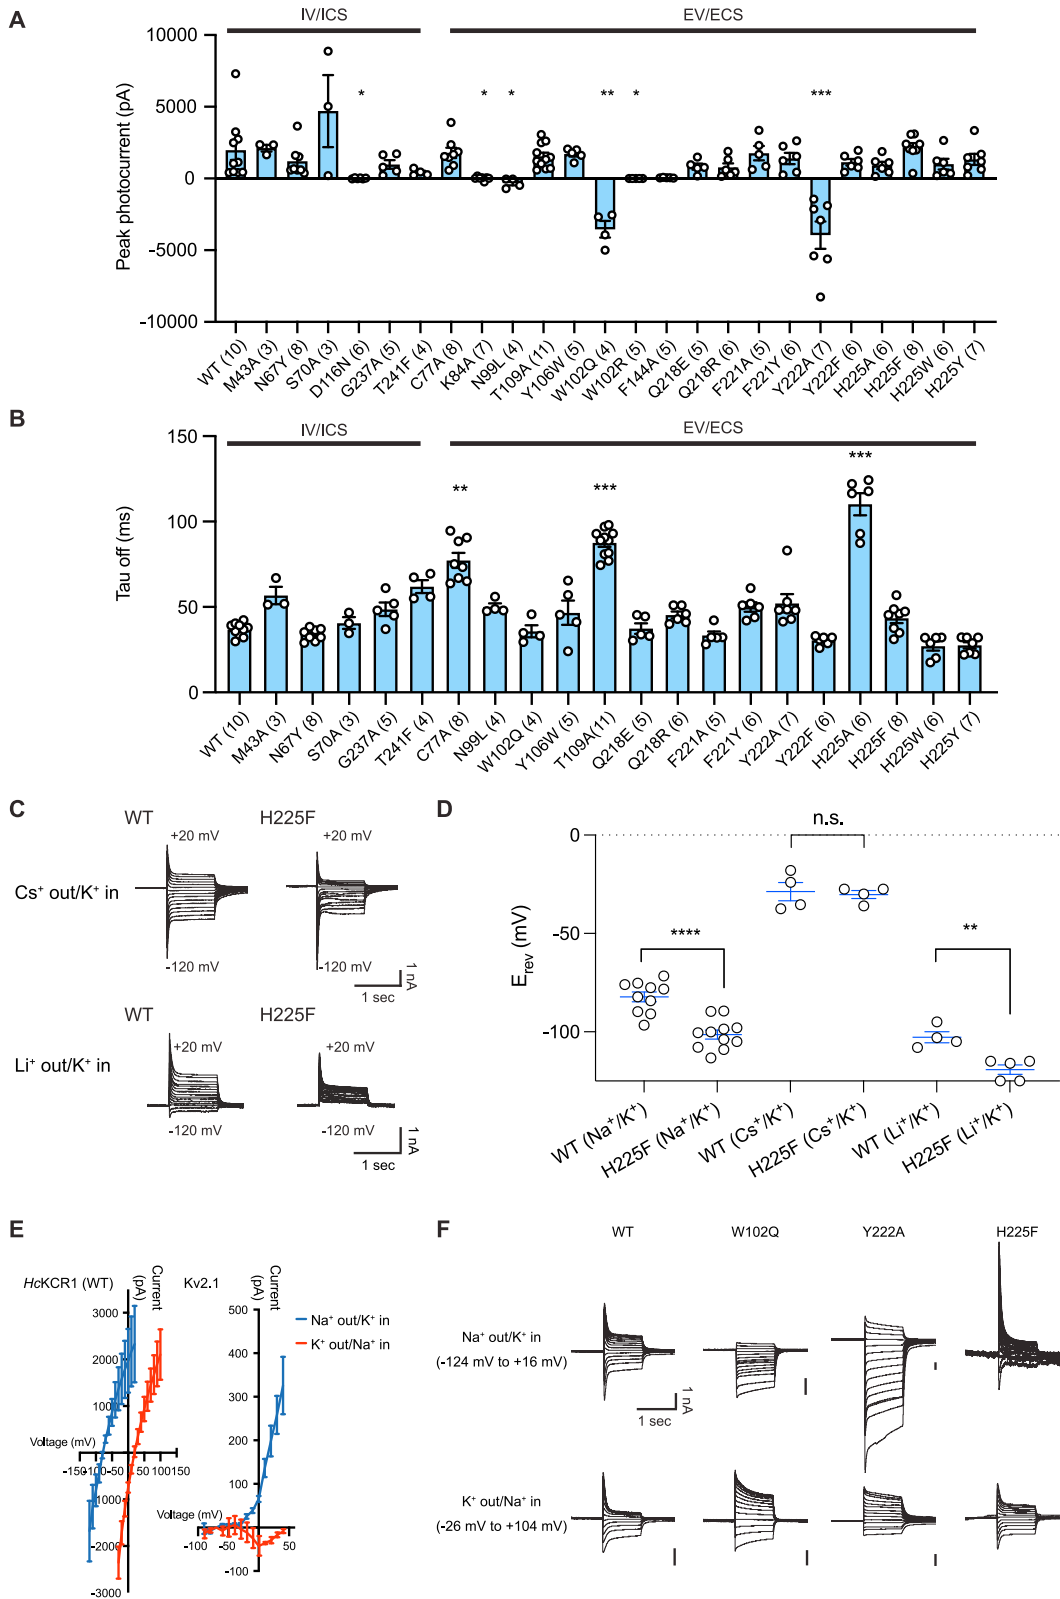 A
IV/ICS
EV/ECS
Peak photocurrent (pA)
10000
5000
0
-5000
-10000
* * * ** * ***
WT (10)
M43A (3)
N67Y (8)
S70A (3)
D116N (6)
G237A (5)
T241F (4)
C77A (8)
K84A (7)
N99L (4)
T109A (11)
Y106W (5)
W102Q (4)
W102R (5)
F144A (5)
Q218E (5)
Q218R (6)
F221A (5)
F221Y (6)
Y222A (7)
Y222F (6)
H225A (6)
H225F (8)
H225W (6)
H225Y (7)
B
IV/ICS
EV/ECS
Tau off (ms)
150
100
50
0
** *** ***
WT (10)
M43A (3)
N67Y (8)
S70A (3)
G237A (5)
T241F (4)
C77A (8)
N99L (4)
W102Q (4)
Y106W (5)
T109A(11)
Q218E (5)
Q218R (6)
F221A (5)
F221Y (6)
Y222A (7)
Y222F (6)
H225A (6)
H225F (8)
H225W (6)
H225Y (7)
C
WT
H225F
+20 mV
+20 mV
Cs⁺ out/K⁺ in
-120 mV
-120 mV
1 nA
1 sec
WT
H225F
+20 mV
+20 mV
Li⁺ out/K⁺ in
-120 mV
-120 mV
1 nA
1 sec
D
n.s.
**** **
Erev (mV)
0
-50
-100
WT (Na⁺/K⁺)
H225F (Na⁺/K⁺)
WT (Cs⁺/K⁺)
H225F (Cs⁺/K⁺)
WT (Li⁺/K⁺)
H225F (Li⁺/K⁺)
E
HcKCR1 (WT)
Current (pA)
3000
2000
1000
Voltage (mV)
-150 -100 -50 0 50 100 150
-1000
-2000
-3000
Kv2.1
Current (pA)
500
400
300
200
100
Voltage (mV)
-100 -50 0 50
-100
Na⁺ out/K⁺ in
K⁺ out/Na⁺ in
F
WT
W102Q
Y222A
H225F
Na⁺ out/K⁺ in
(-124 mV to +16 mV)
1 nA
1 sec
K⁺ out/Na⁺ in
(-26 mV to +104 mV)